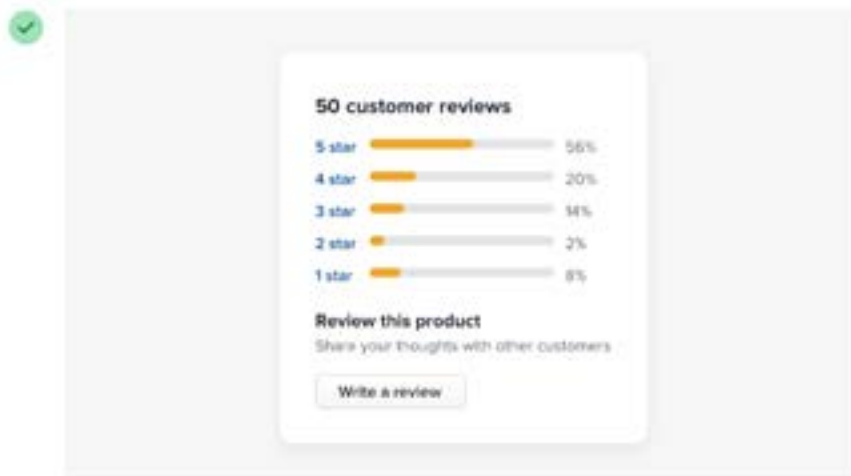 50 customer reviews
5 star 56%
4 star 20%
3 star 14%
2 star 2%
1 star 8%
Review this product
Share your thoughts with other customers
Write a review